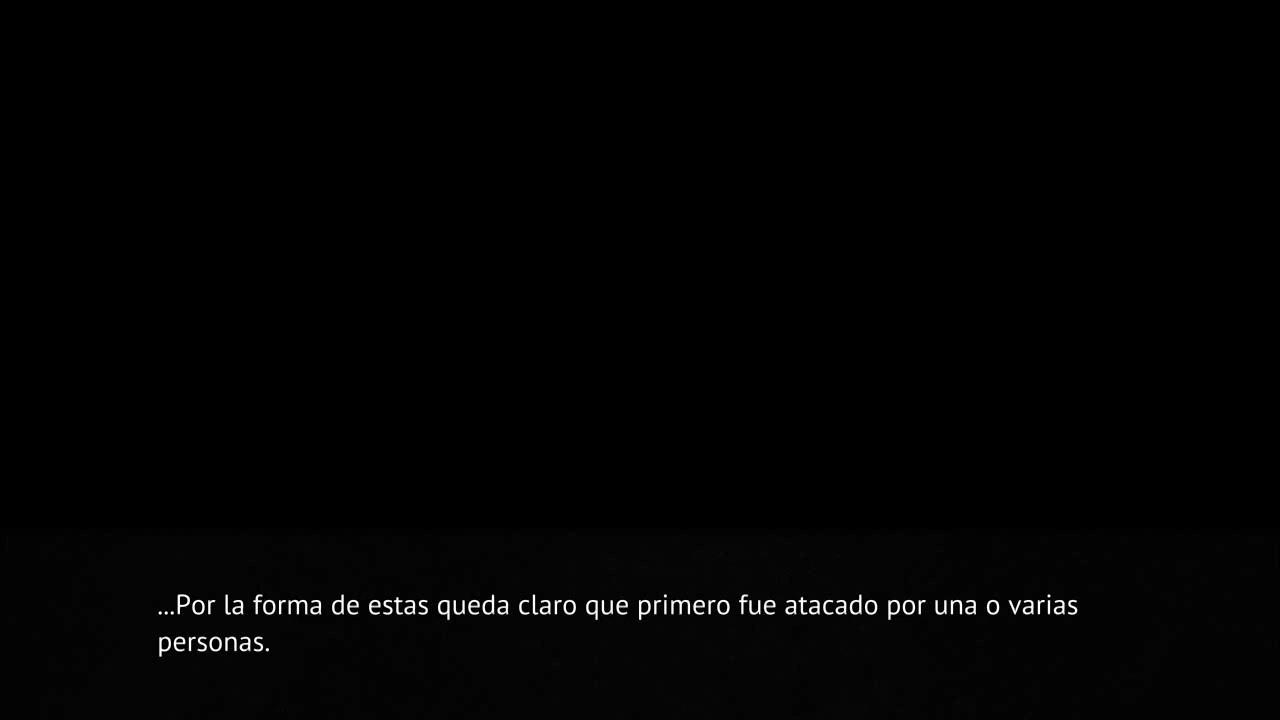 ...Por la forma de estas queda claro que primero fue atacado por una o varias
personas.